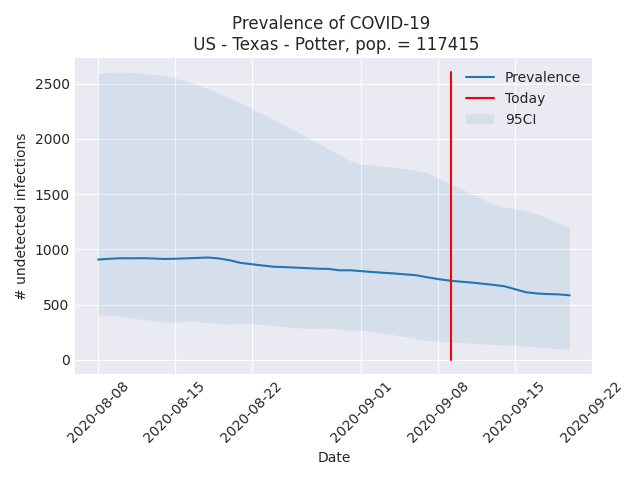 Prevalence of COVID-19
US - Texas - Potter, pop. = 117415
Prevalence
Today
95CI
2500
2000
1500
1000
500
0
# undetected infections
2020-08-08
2020-08-15
2020-08-22
2020-09-01
2020-09-08
2020-09-15
2020-09-22
Date